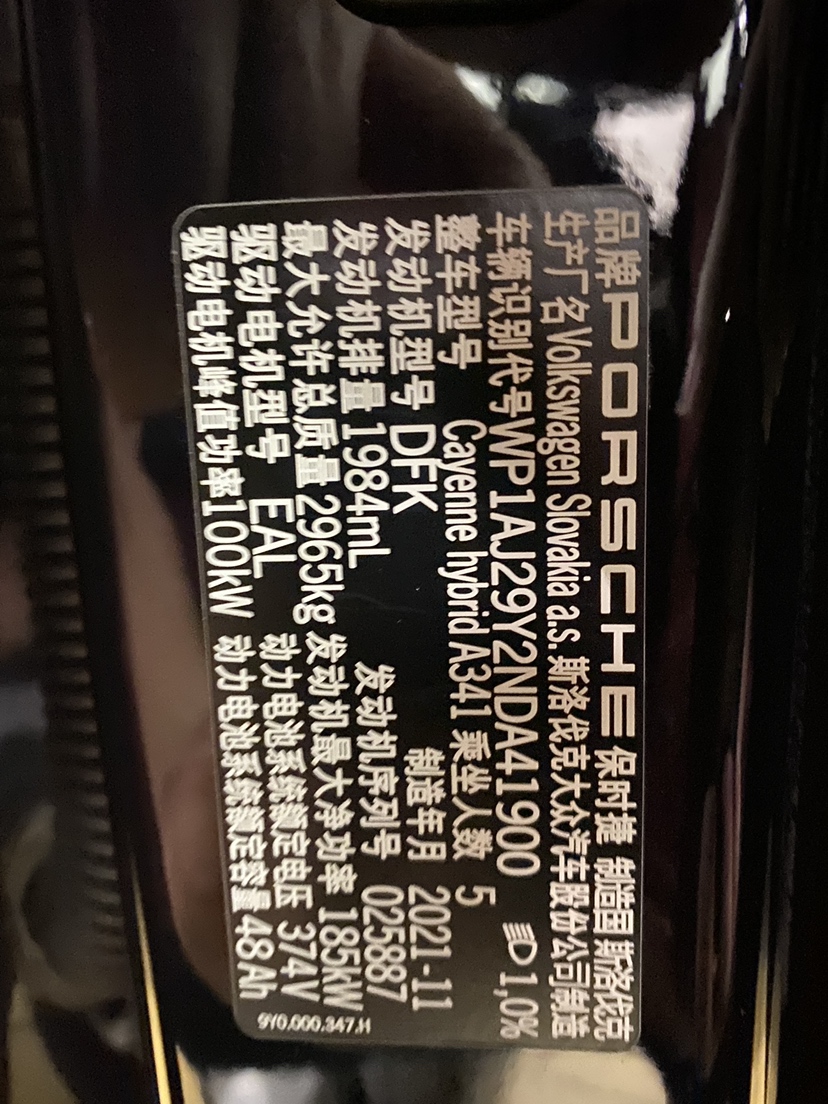 品牌 PORSCHE 保时捷 制造国 斯洛伐克
生产厂名 Volkswagen Slovakia a.s. 斯洛伐克大众汽车股份公司制造
车辆识别代号 WP1AJ29Y2NDA41900 1,0%
整车型号 Cayenne hybrid A341 乘坐人数 5
发动机型号 DFK 制造年月 2021-11
发动机排量 1984mL 发动机序列号 025887
最大允许总质量 2965kg 发动机最大净功率 185kW
驱动电机型号 EAL 动力电池系统额定电压 374V
驱动电机峰值功率 100kW 动力电池系统额定容量 48Ah
9Y0.000.347.H